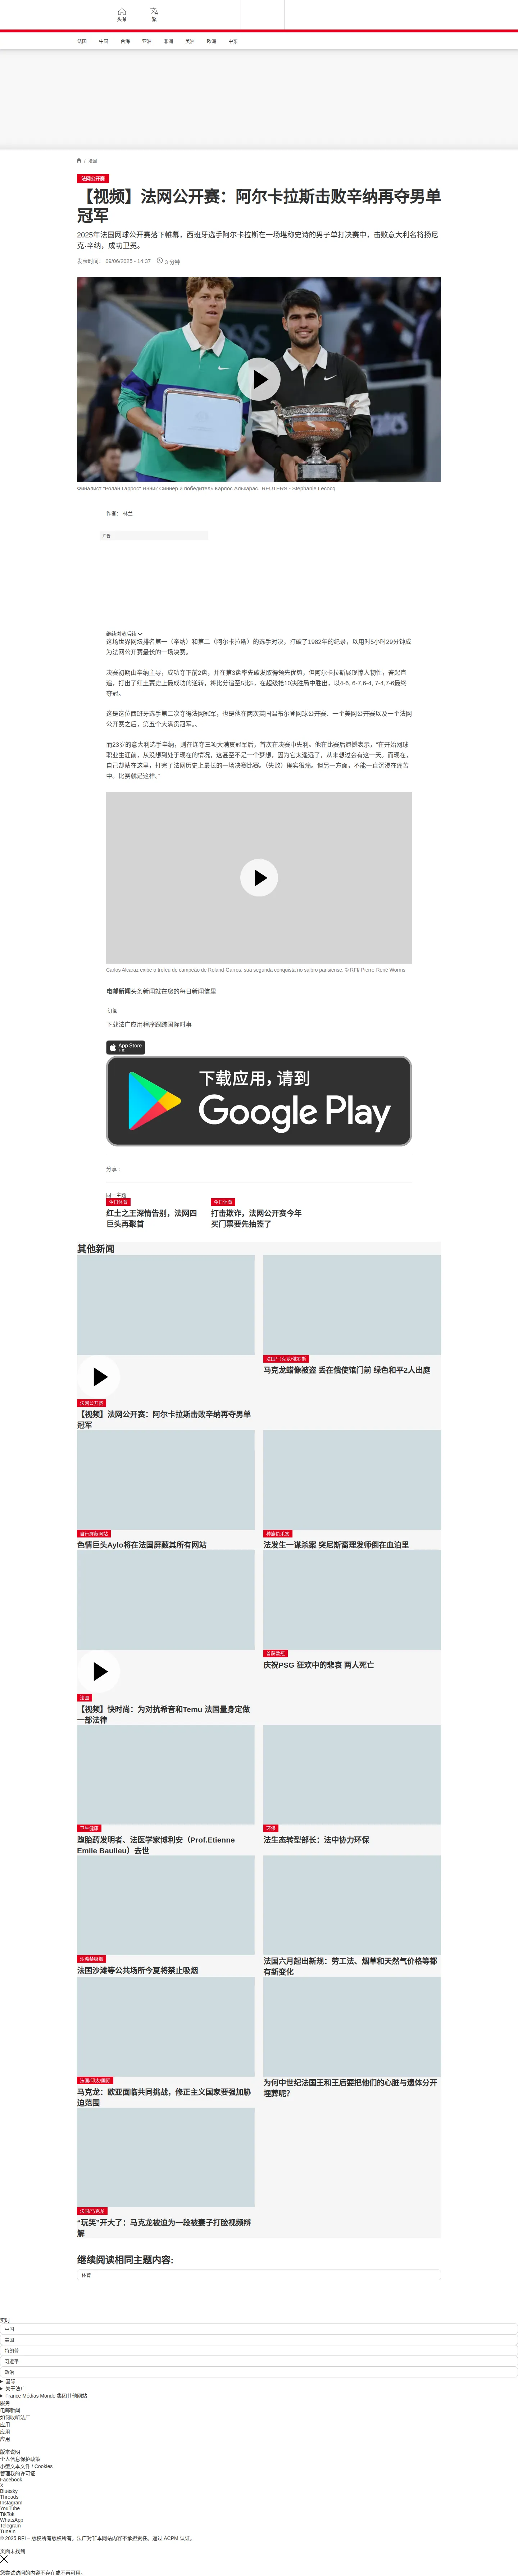 头条
繁
法国
中国
台海
亚洲
非洲
美洲
欧洲
中东
/ 法国
法网公开赛
【视频】法网公开赛：阿尔卡拉斯击败辛纳再夺男单
冠军
2025年法国网球公开赛落下帷幕，西班牙选手阿尔卡拉斯在一场堪称史诗的男子单打决赛中，击败意大利名将扬尼
克·辛纳，成功卫冕。
发表时间： 09/06/2025 - 14:37
3 分钟
Финалист "Ролан Гаррос" Янник Синнер и победитель Карлос Алькарас. REUTERS - Stephanie Lecocq
作者： 林兰
广告
继续浏览后续
这场世界网坛排名第一（辛纳）和第二（阿尔卡拉斯）的选手对决，打破了1982年的纪录，以用时5小时29分钟成
为法网公开赛最长的一场决赛。
决赛初期由辛纳主导，成功夺下前2盘，并在第3盘率先破发取得领先优势，但阿尔卡拉斯展现惊人韧性，奋起直
追，打出了红土赛史上最成功的逆转，将比分追至5比5，在超级抢10决胜局中胜出，以4-6, 6-7,6-4, 7-4,7-6最终
夺冠。
这是这位西班牙选手第二次夺得法网冠军，也是他在两次英国温布尔登网球公开赛、一个美网公开赛以及一个法网
公开赛之后，第五个大满贯冠军。、
而23岁的意大利选手辛纳，则在连夺三项大满贯冠军后，首次在决赛中失利。他在比赛后遗憾表示，“在开始网球
职业生涯前，从没想到处于现在的情况，这甚至不是一个梦想，因为它太遥远了，从未想过会有这一天。而现在，
自己却站在这里，打完了法网历史上最长的一场决赛比赛。（失败）确实很痛。但另一方面，不能一直沉浸在痛苦
中。比赛就是这样。”
Carlos Alcaraz exibe o troféu de campeão de Roland-Garros, sua segunda conquista no saibro parisense. © RFI/ Pierre-René Worms
电邮新闻头条新闻就在您的每日新闻信里
订阅
下载法广应用程序跟踪国际时事
App Store
下载应用，请到
Google Play
分享 :
同一主题
今日体育
红土之王深情告别，法网四
巨头再聚首
今日体育
打击欺诈，法网公开赛今年
买门票要先抽签了
其他新闻
法网公开赛
【视频】法网公开赛：阿尔卡拉斯击败辛纳再夺男单
冠军
法国/马克龙/俄罗斯
马克龙蜡像被盗 丢在俄使馆门前 绿色和平2人出庭
自行屏蔽网站
色情巨头Aylo将在法国屏蔽其所有网站
种族仇杀案
法发生一谋杀案 突尼斯裔理发师倒在血泊里
法国
【视频】快时尚：为对抗希音和Temu 法国量身定做
一部法律
首获欧冠
庆祝PSG 狂欢中的悲哀 两人死亡
卫生健康
堕胎药发明者、法医学家博利安（Prof.Etienne
Emile Baulieu）去世
环保
法生态转型部长：法中协力环保
沙滩禁吸烟
法国沙滩等公共场所今夏将禁止吸烟
法国六月起出新规：劳工法、烟草和天然气价格等都
有新变化
法国/印太/国际
马克龙：欧亚面临共同挑战，修正主义国家要强加胁
迫范围
为何中世纪法国王和王后要把他们的心脏与遗体分开
埋葬呢？
法国/马克龙
“玩笑”开大了：马克龙被迫为一段被妻子打脸视频辩
解
继续阅读相同主题内容:
体育
实时
中国
美国
特朗普
习近平
政治
国际
关于法广
France Médias Monde 集团其他网站
服务
电邮新闻
如何收听法广
应用
应用
应用
版本说明
个人信息保护政策
小型文本文件 / Cookies
管理我的许可证
Facebook
X
Bluesky
Threads
Instagram
YouTube
TikTok
WhatsApp
Telegram
TuneIn
© 2025 RFI – 版权所有版权所有。法广对非本网站内容不承担责任。通过 ACPM 认证。
页面未找到
您尝试访问的内容不存在或不再可用。